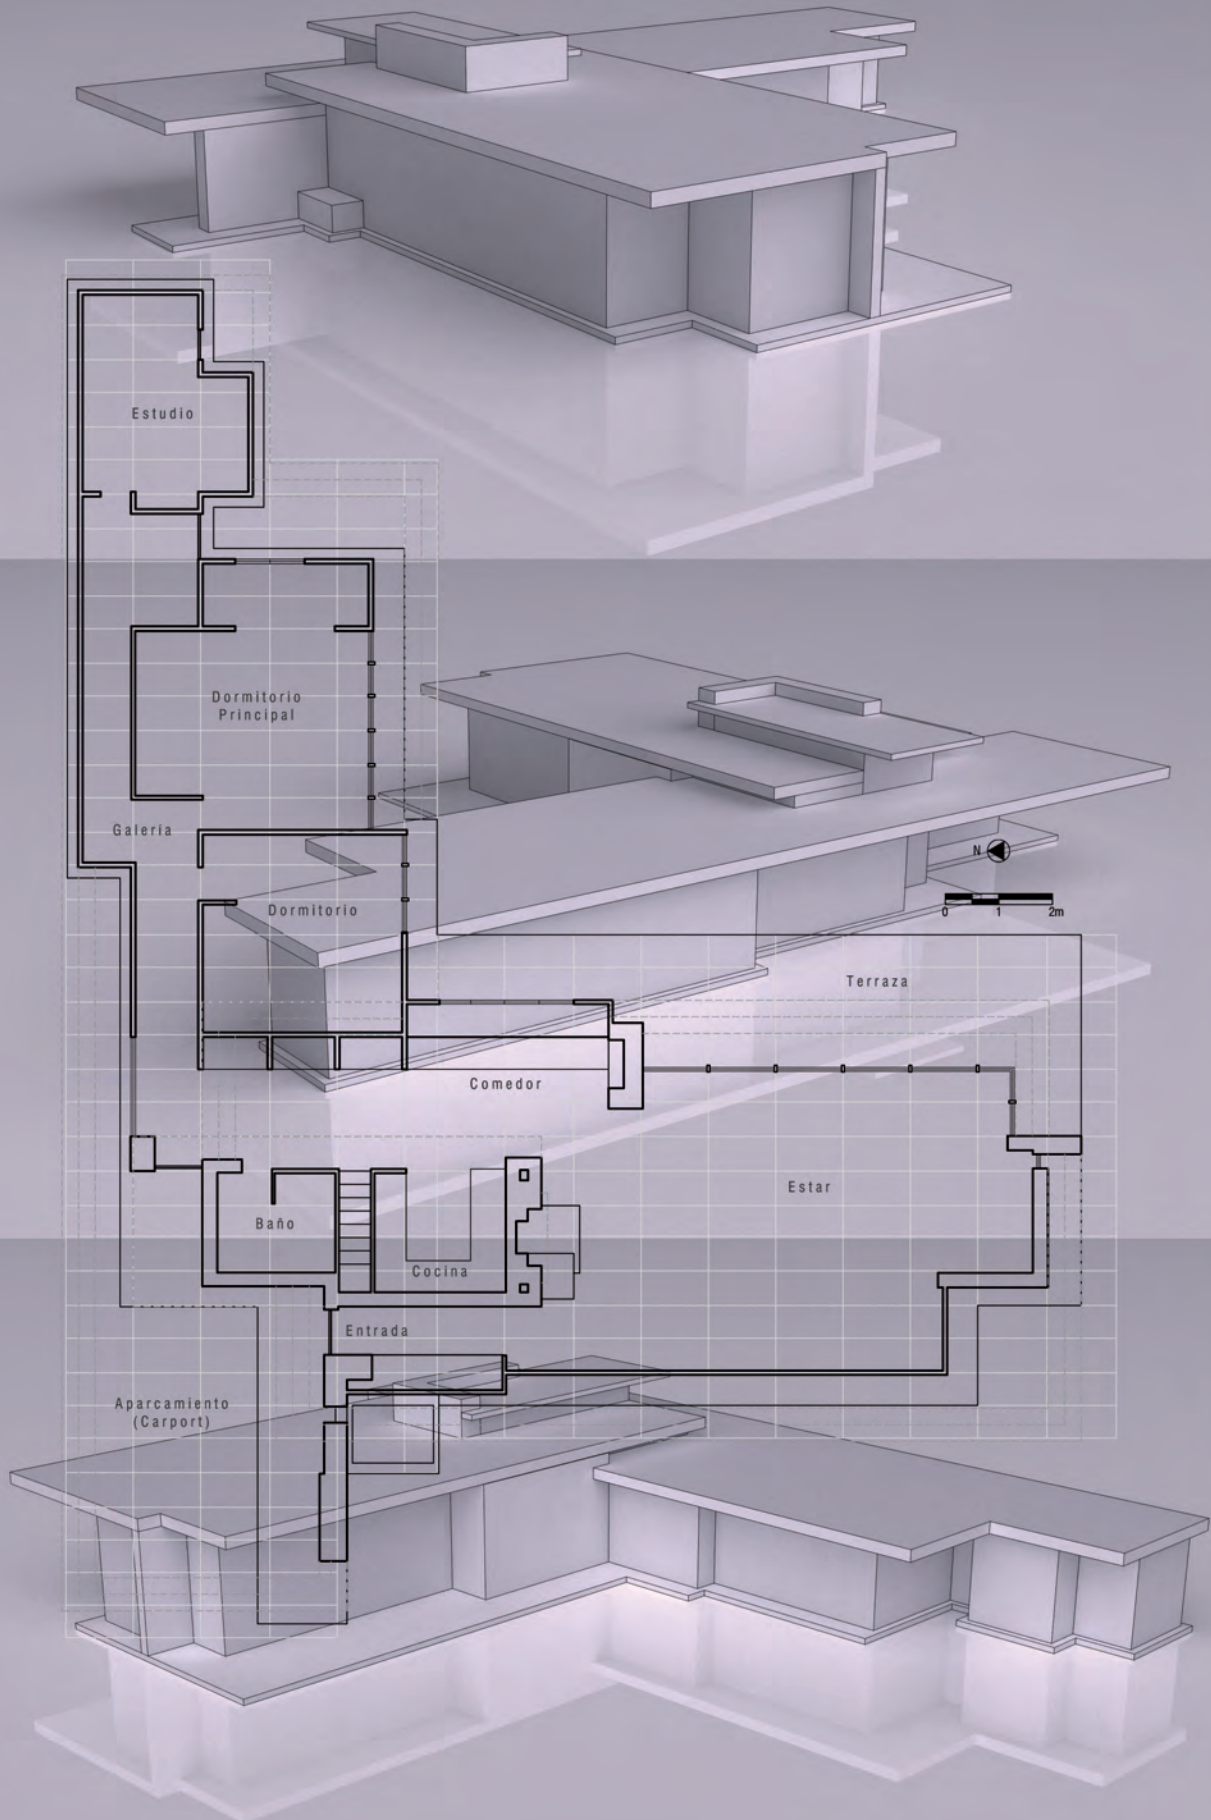 Estudio
Dormitorio
Principal
Galeria
Dormitorio
N
0 1 2m
Terraza
Comedor
Estar
Baño
Cocina
Entrada
Aparcamiento
(Carport)